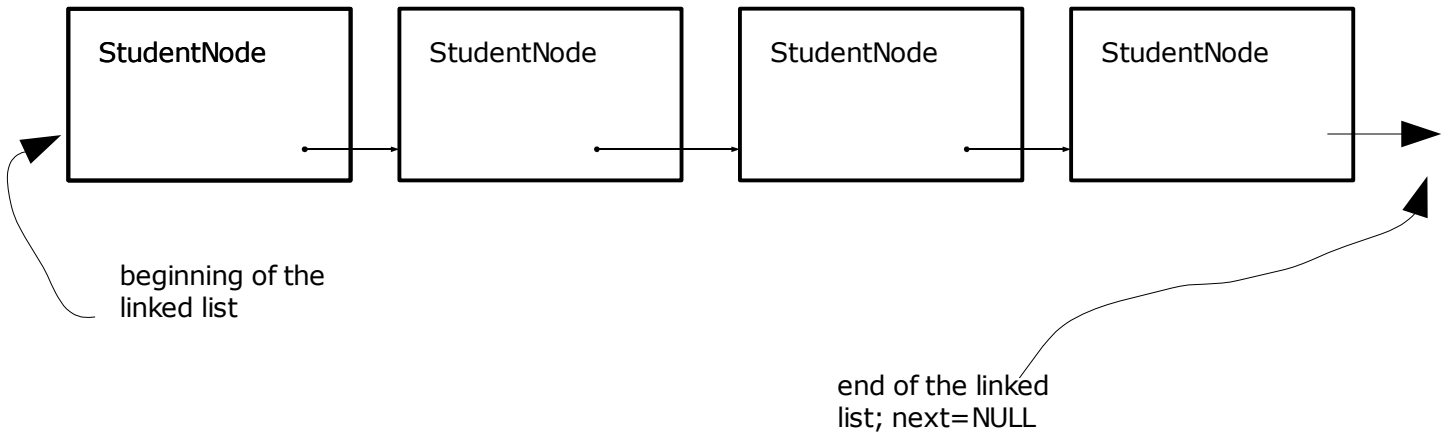 StudentNode
StudentNode
StudentNode
StudentNode
beginning of the
linked list
end of the linked
list; next=NULL